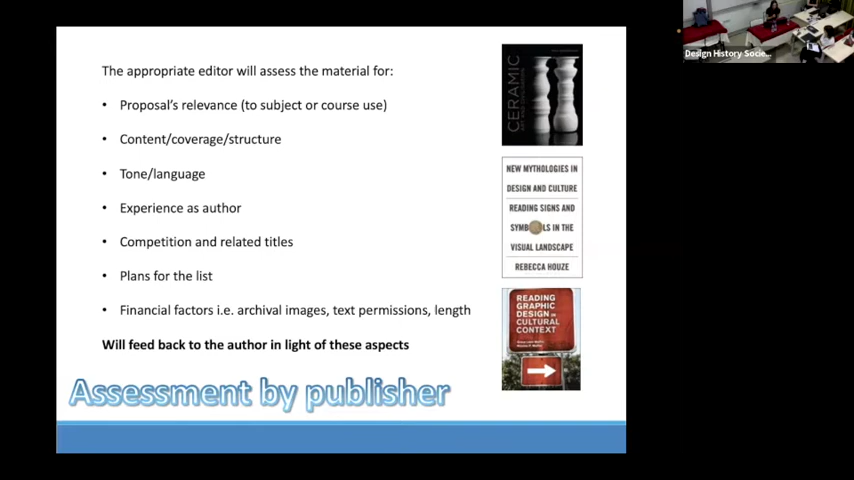 The appropriate editor will assess the material for:
• Proposal's relevance (to subject or course use)
• Content/coverage/structure
• Tone/language
• Experience as author
• Competition and related titles
• Plans for the list
• Financial factors i.e. archival images, text permissions, length
Will feed back to the author in light of these aspects
Assessment by publisher
CERAMIC
NEW MYTHOLOGIES IN
DESIGN AND CULTURE
READING SIGNS AND
SYMBOLS IN THE
VISUAL LANDSCAPE
REBECCA HOUZE
READING
GRAPHIC
DESIGN IN
CULTURAL
CONTEXT
Design History Socie...